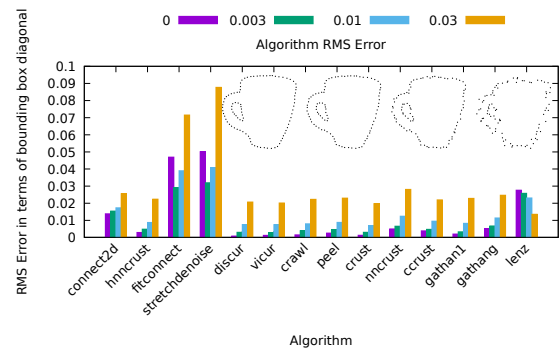 0 0.003 0.01 0.03
Algorithm RMS Error
RMS Error in terms of bounding box diagonal
0.1
0.09
0.08
0.07
0.06
0.05
0.04
0.03
0.02
0.01
0
connect2d
hnncrust
fitconnect
stretchdenoise
discur
vicur
crawl
peel
crust
nncrust
ccrust
gathan1
gathang
lenz
Algorithm